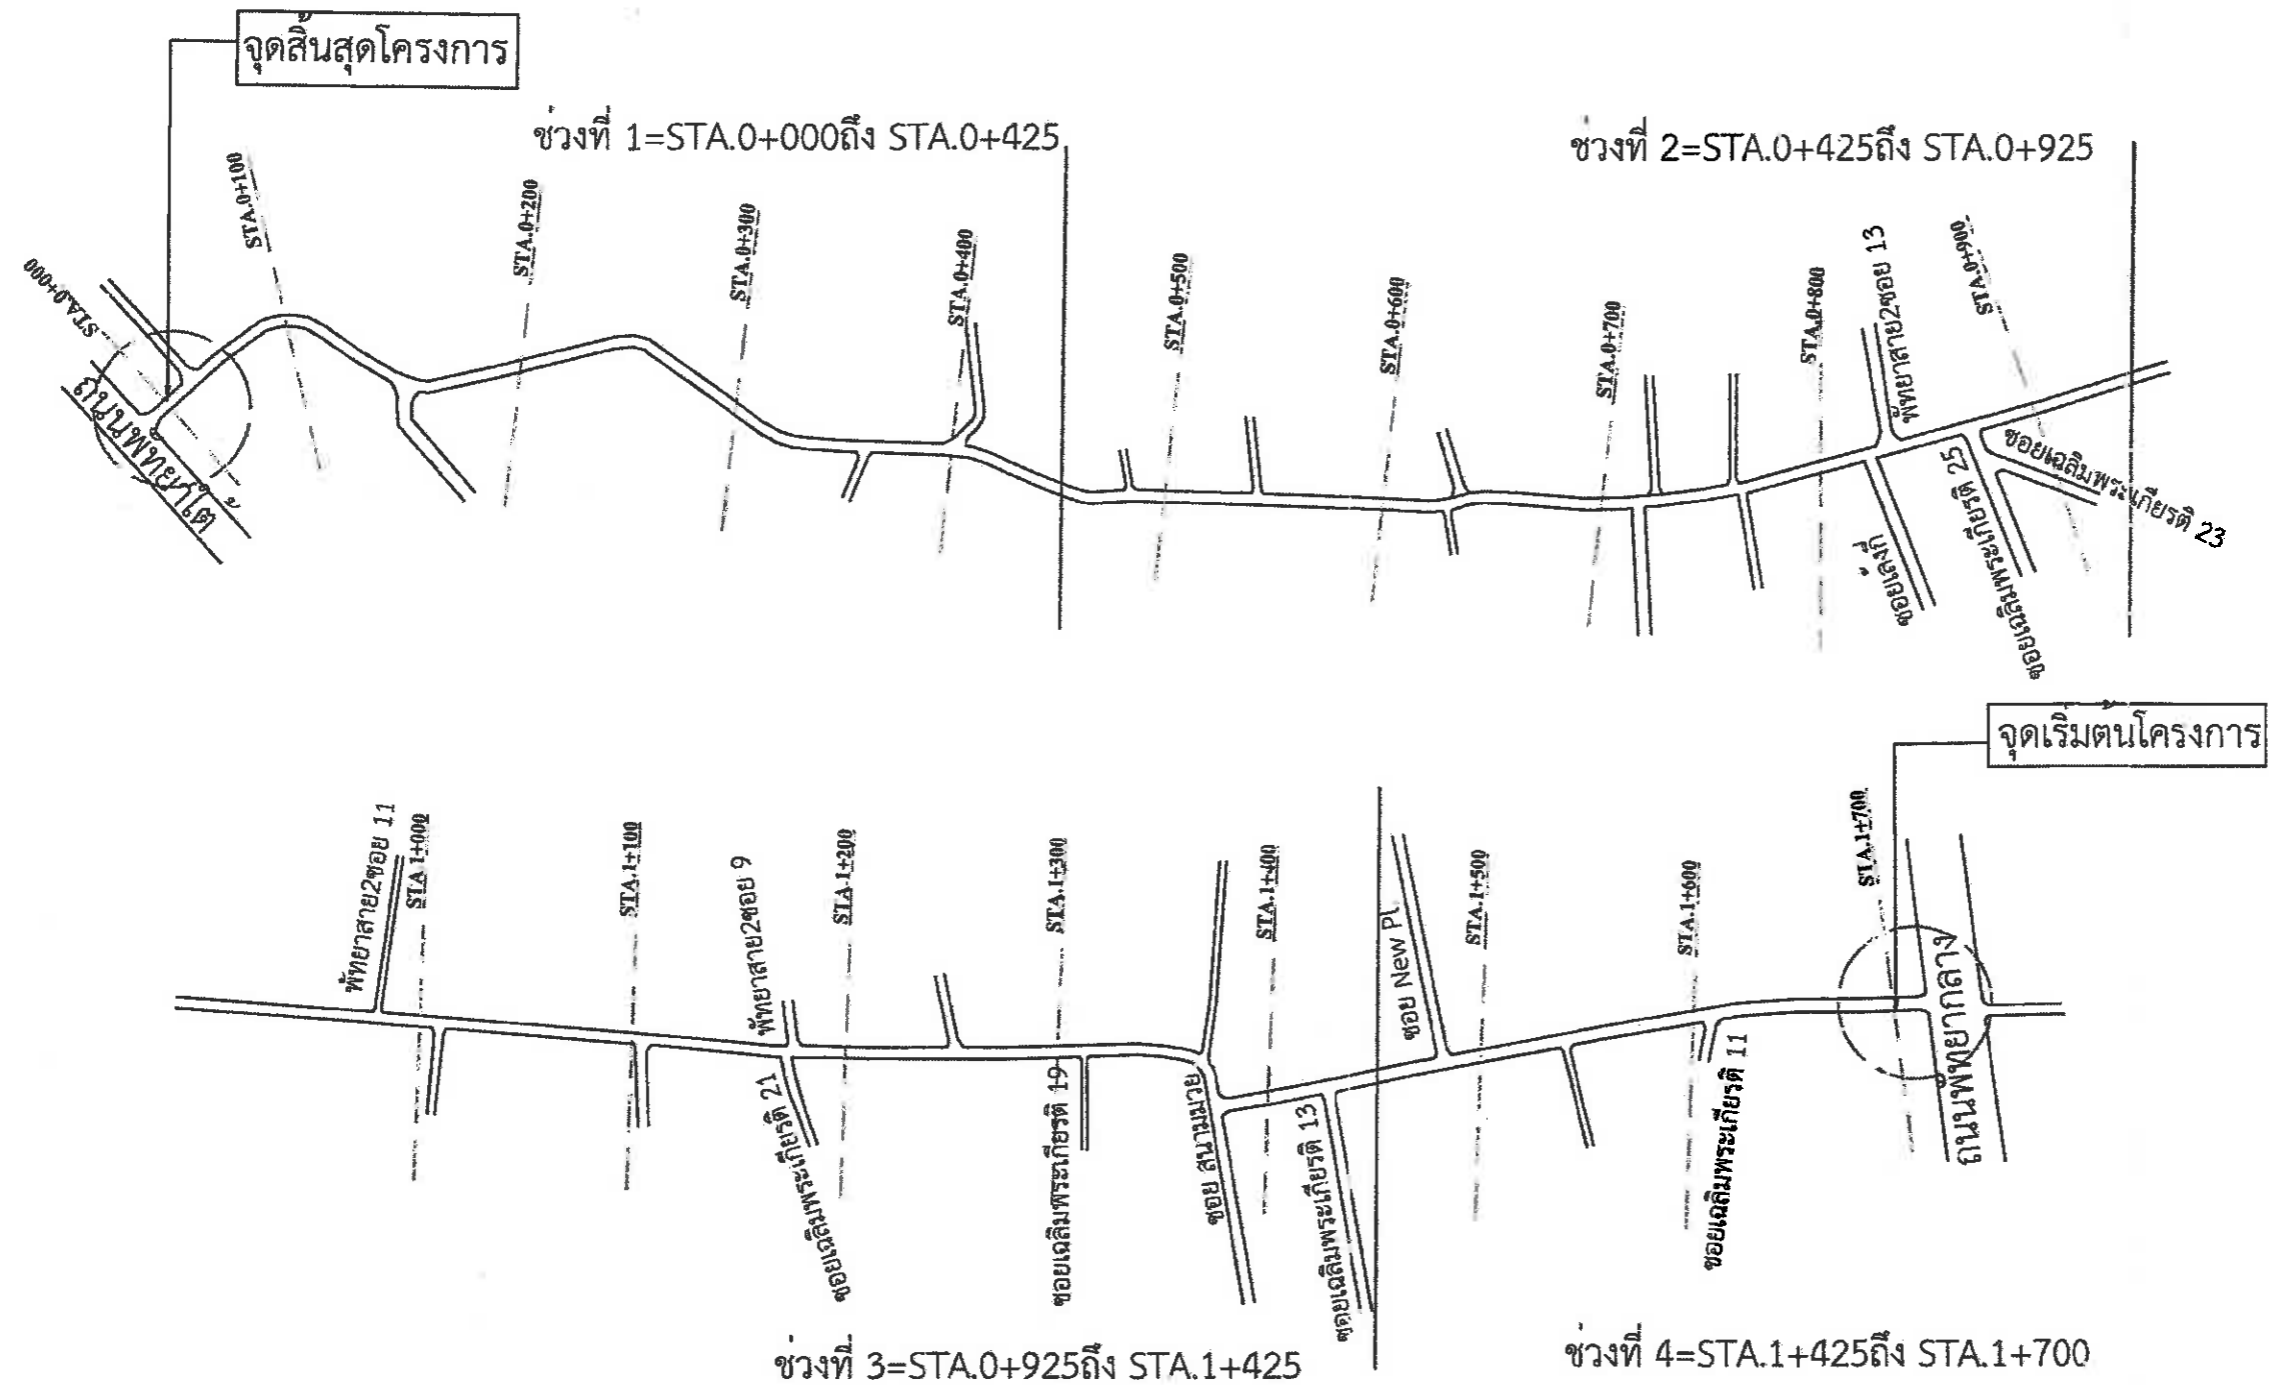 จุดสิ้นสุดโครงการ
ช่วงที่ 1=STA.0+000ถึง STA.0+425
ช่วงที่ 2=STA.0+425ถึง STA.0+925
STA.0+000
STA.0+100
STA.0+200
STA.0+300
STA.0+400
STA.0+500
STA.0+600
STA.0+700
STA.0+800
พัทยาสาย2ซอย 13
STA.0+900
ถนนพัทยาใต้
ซอยเฉลิมพระเกียรติ 25
ซอยเฉลิมพระเกียรติ 23
จุดเริ่มต้นโครงการ
พัทยาสาย2ซอย 11
STA.1+000
STA.1+100
พัทยาสาย2ซอย 9
STA.1+200
STA.1+300
STA.1+400
ซอย New Pl.
STA.1+500
STA.1+600
STA.1+700
ซอยเฉลิมพระเกียรติ 21
ซอยเฉลิมพระเกียรติ 19
ซอย สนามมวย
ซอยเฉลิมพระเกียรติ 13
ซอยเฉลิมพระเกียรติ 11
ถนนพัทยากลาง
ช่วงที่ 3=STA.0+925ถึง STA.1+425
ช่วงที่ 4=STA.1+425ถึง STA.1+700